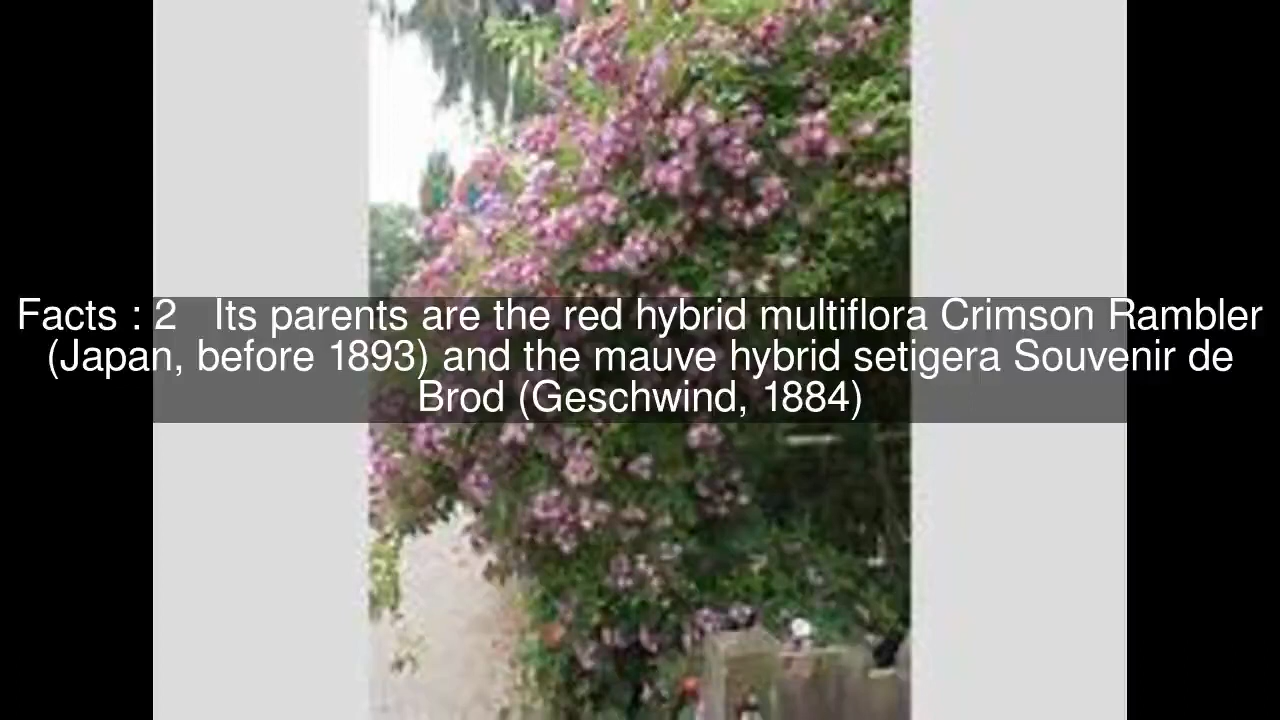 Facts : 2 Its parents are the red hybrid multiflora Crimson Rambler
(Japan, before 1893) and the mauve hybrid setigera Souvenir de
Brod (Geschwind, 1884)